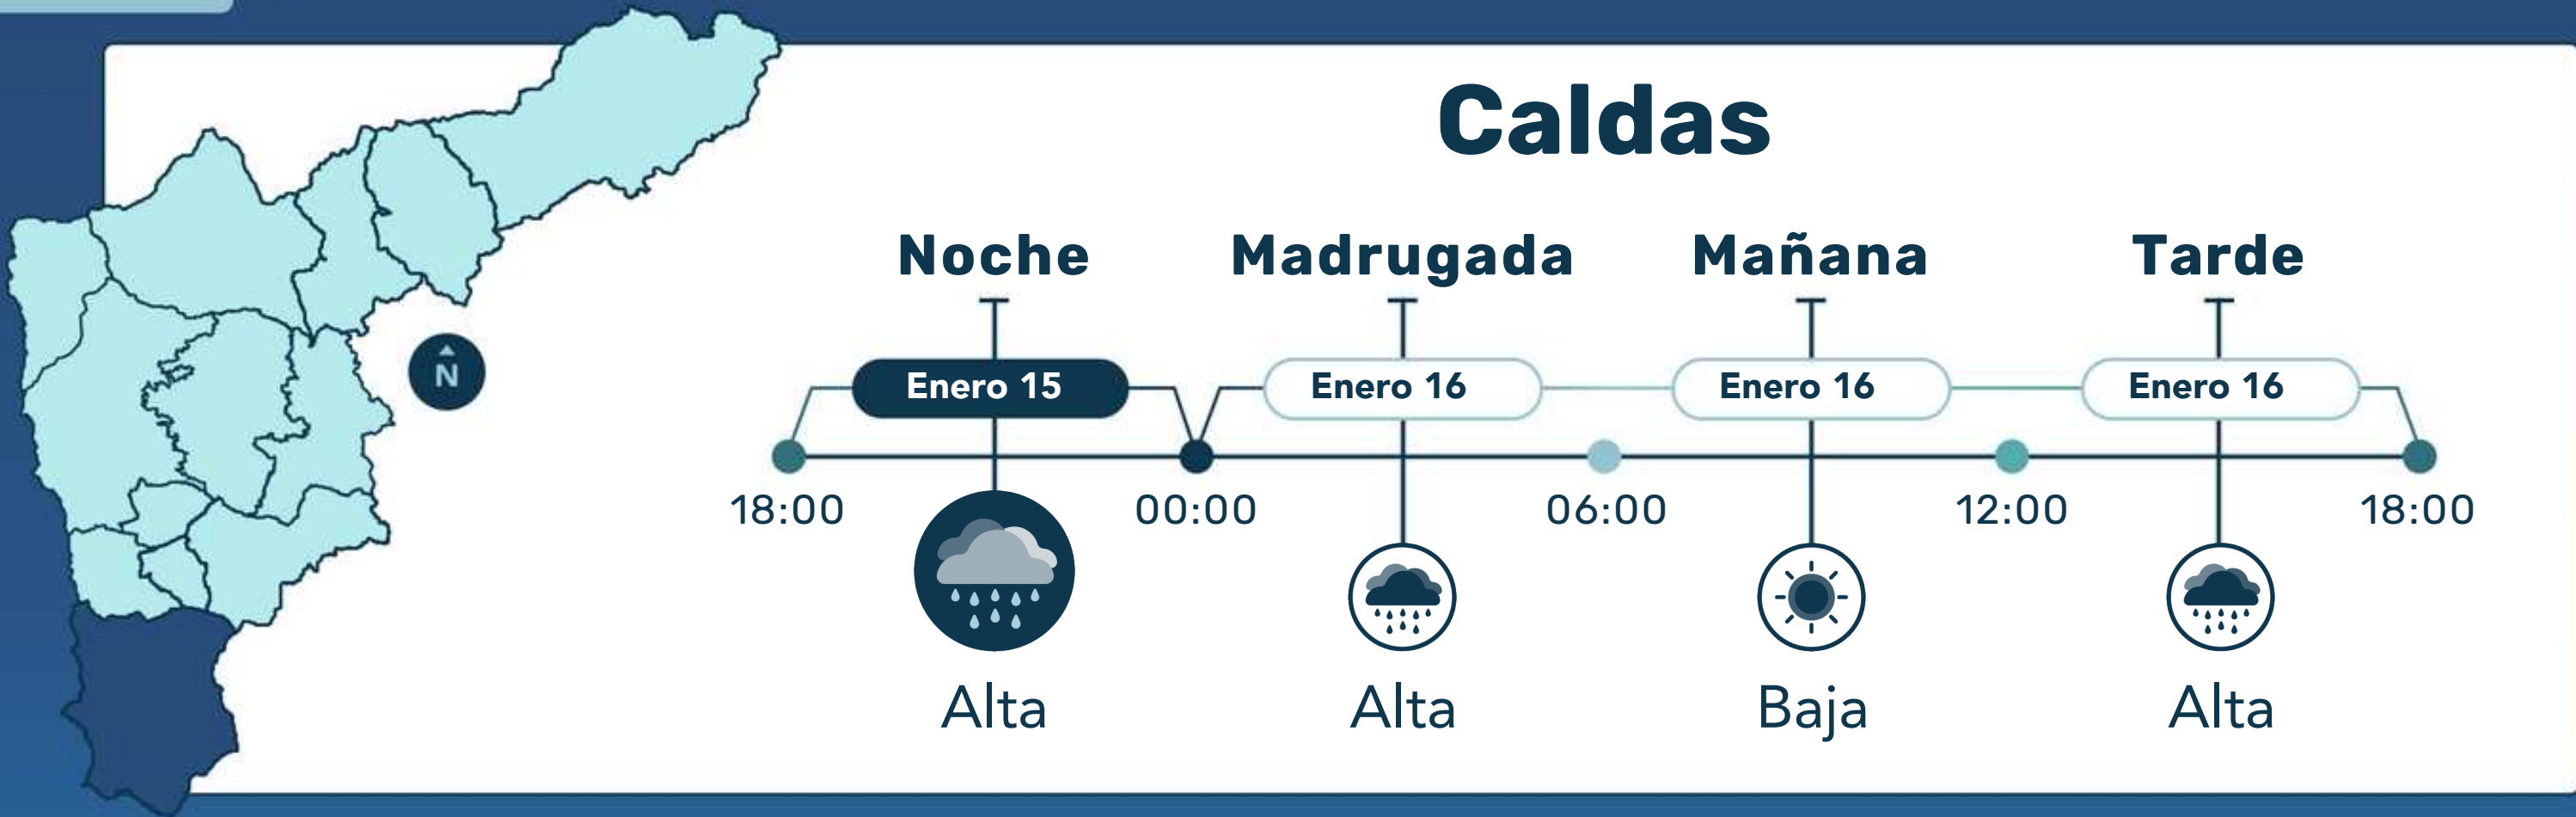 Caldas
Noche Madrugada Mañana Tarde
N
Enero 15 Enero 16 Enero 16 Enero 16
18:00 00:00 06:00 12:00 18:00
Alta Alta Baja Alta